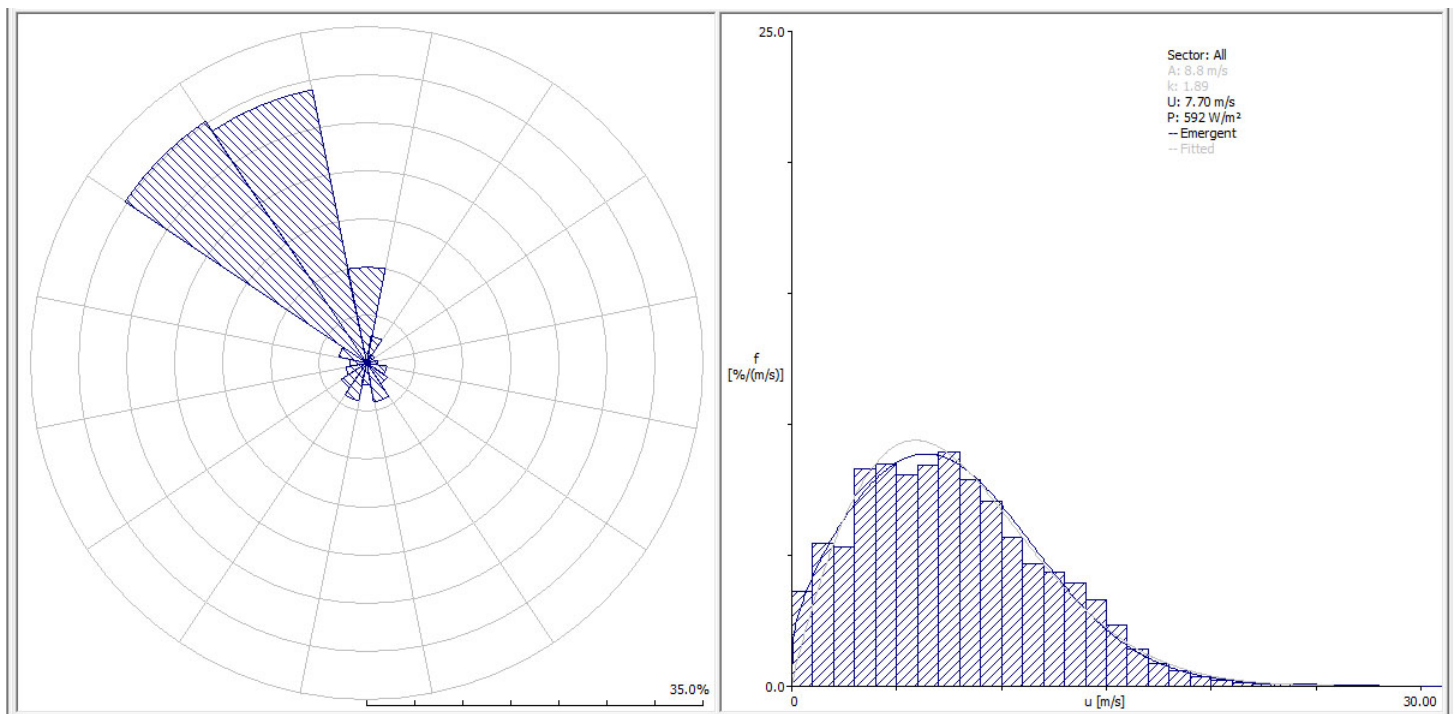 35.0%
25.0
f
[%/(m/s)]
0.0
0
u [m/s]
30.00
Sector: All
A: 8.8 m/s
k: 1.89
U: 7.70 m/s
P: 592 W/m²
-- Emergent
-- Fitted